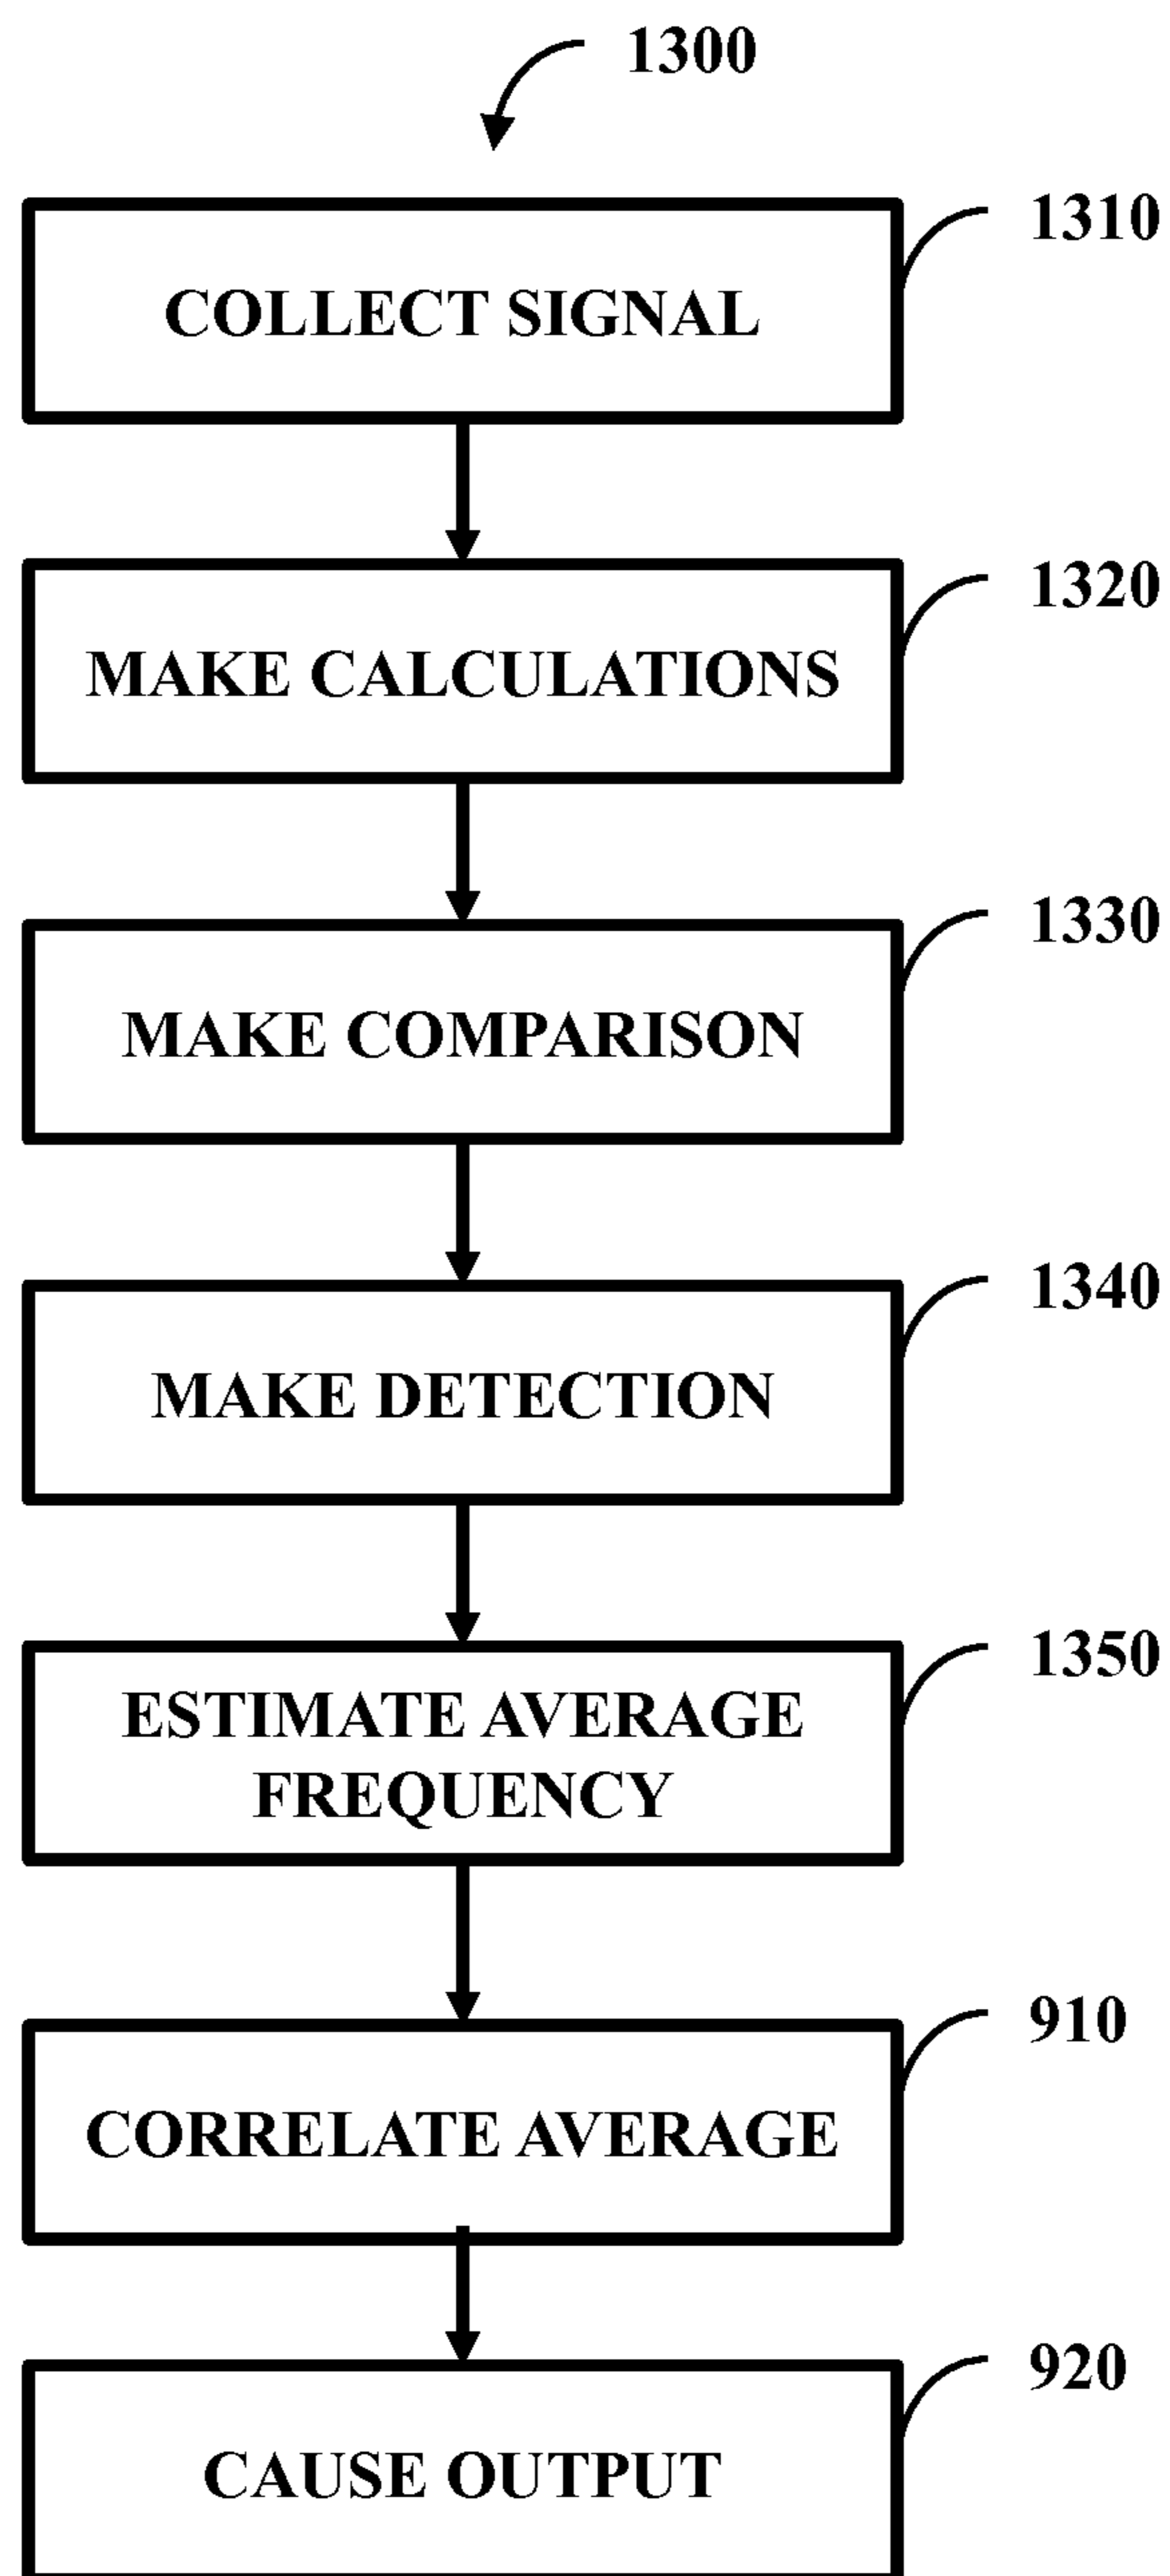 1300
1310
COLLECT SIGNAL
1320
MAKE CALCULATIONS
1330
MAKE COMPARISON
1340
MAKE DETECTION
1350
ESTIMATE AVERAGE
FREQUENCY
910
CORRELATE AVERAGE
920
CAUSE OUTPUT